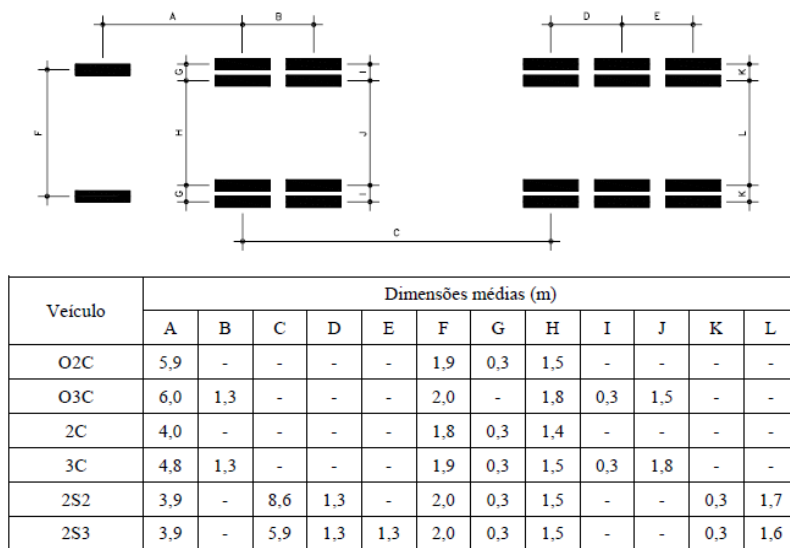 A B D E
G I K
F H J L
G I K
C
Veículo Dimensões médias (m)
A B C D E F G H I J K L
O2C 5,9 - - - - 1,9 0,3 1,5 - - - -
O3C 6,0 1,3 - - - 2,0 - 1,8 0,3 1,5 - -
2C 4,0 - - - - 1,8 0,3 1,4 - - - -
3C 4,8 1,3 - - - 1,9 0,3 1,5 0,3 1,8 - -
2S2 3,9 - 8,6 1,3 - 2,0 0,3 1,5 - - 0,3 1,7
2S3 3,9 - 5,9 1,3 1,3 2,0 0,3 1,5 - - 0,3 1,6